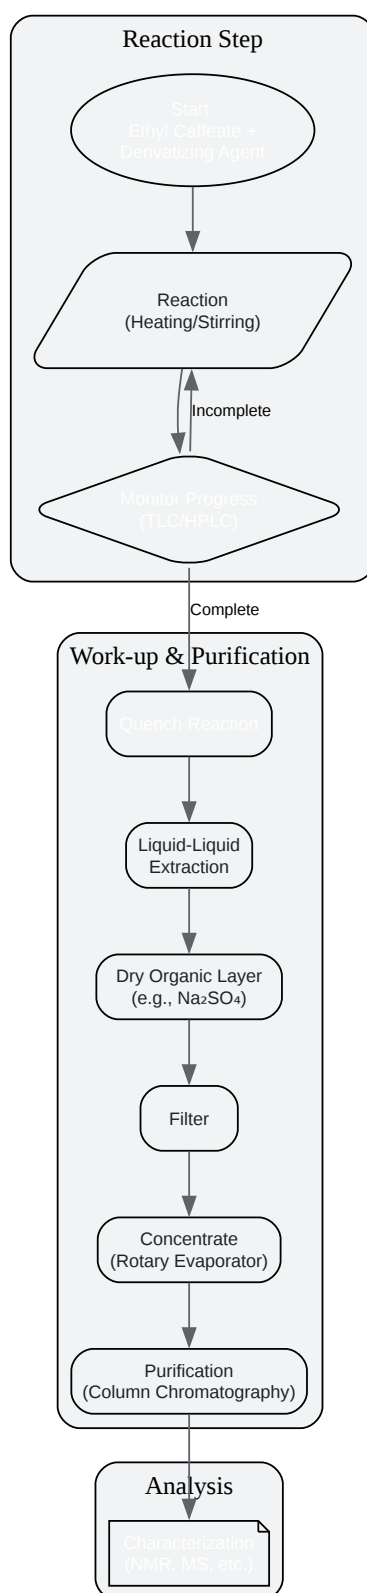 Reaction Step
Start:
Ethyl Caffeate +
Derivatizing Agent
Reaction
(Heating/Stirring)
Incomplete
Monitor Progress
(TLC/HPLC)
Complete
Work-up & Purification
Quench Reaction
Liquid-Liquid
Extraction
Dry Organic Layer
(e.g., Na₂SO₄)
Filter
Concentrate
(Rotary Evaporator)
Purification
(Column Chromatography)
Analysis
Characterization
(NMR, MS, etc.)